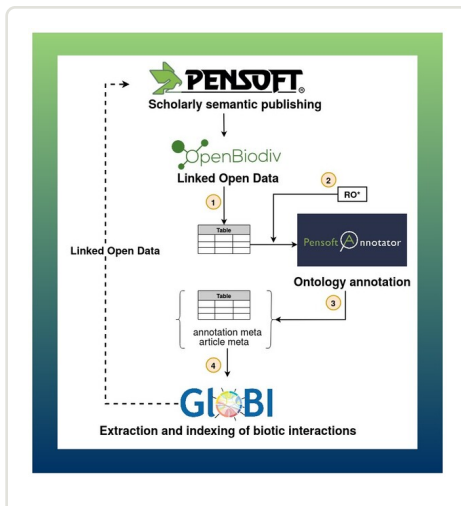 PENSOFT®
Scholarly semantic publishing
OpenBiodiv
Linked Open Data
1
2
RO*
Table
Pensoft Annotator
Linked Open Data
Ontology annotation
3
Table
annotation meta
article meta
4
GloBI
Extraction and indexing of biotic interactions